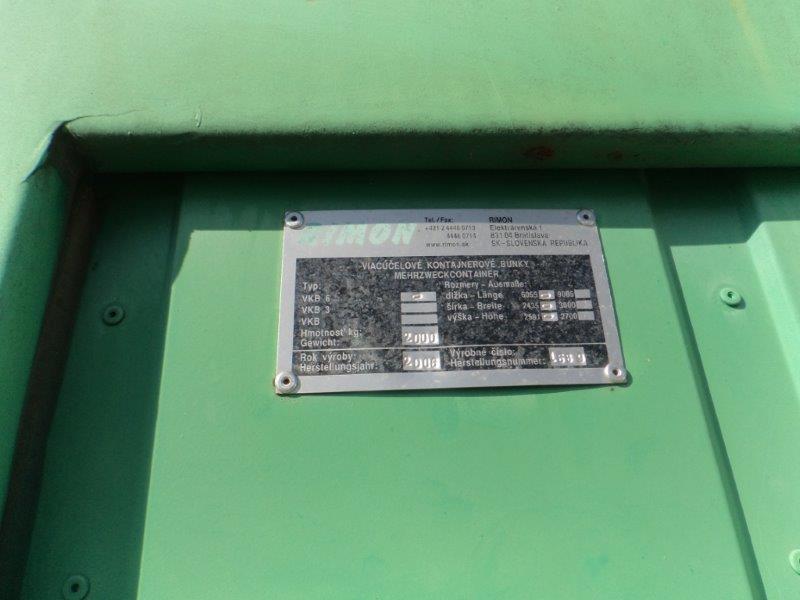 RIMON
Tel./Fax: RIMON
+421-2 4446 0713 Elektrárenská 1
4446 0714 831 04 Bratislava
www.rimon.sk SK-SLOVENSKÁ REPUBLIKA
VIACÚČELOVÉ KONTAJNEROVÉ BUNKY
MEHRZWECKCONTAINER
Typ: Rozmery - Ausmaße:
VKB 6 dĺžka - Länge 6055
VKB 3 šírka - Breite 2435 3000
VKB výška - Höhe 2591 2700
Hmotnosť kg: 2000
Gewicht:
Rok výroby: 2006 Výrobné číslo:
Herstellungsjahr: Herstellungsnummer: